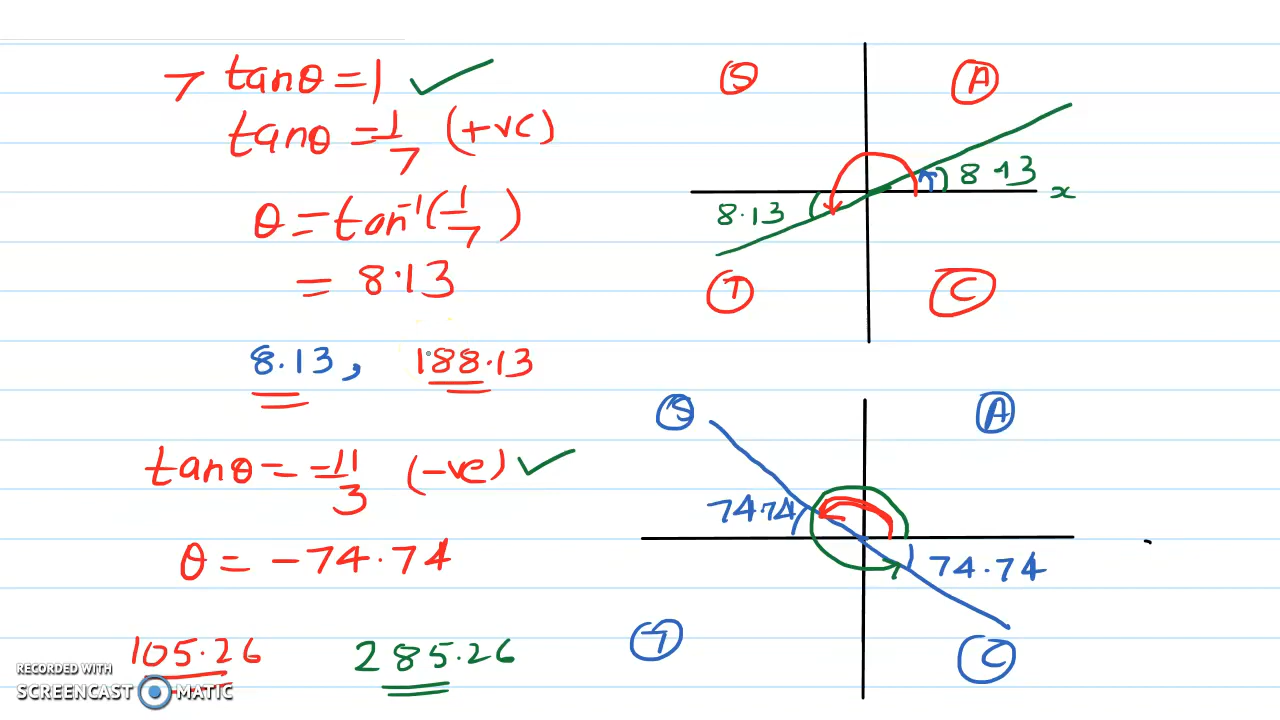 7 tanθ = 1 ✓
tanθ = 1/7 (+ve)
θ = tan⁻¹(1/7)
= 8.13
8.13, 188.13
tanθ = -11/3 (-ve) ✓
θ = -74.74
105.26 285.26
S A
8.13 x
8.13
T C
S A
74.74
74.74
T C
RECORDED WITH
SCREENCAST MATIC